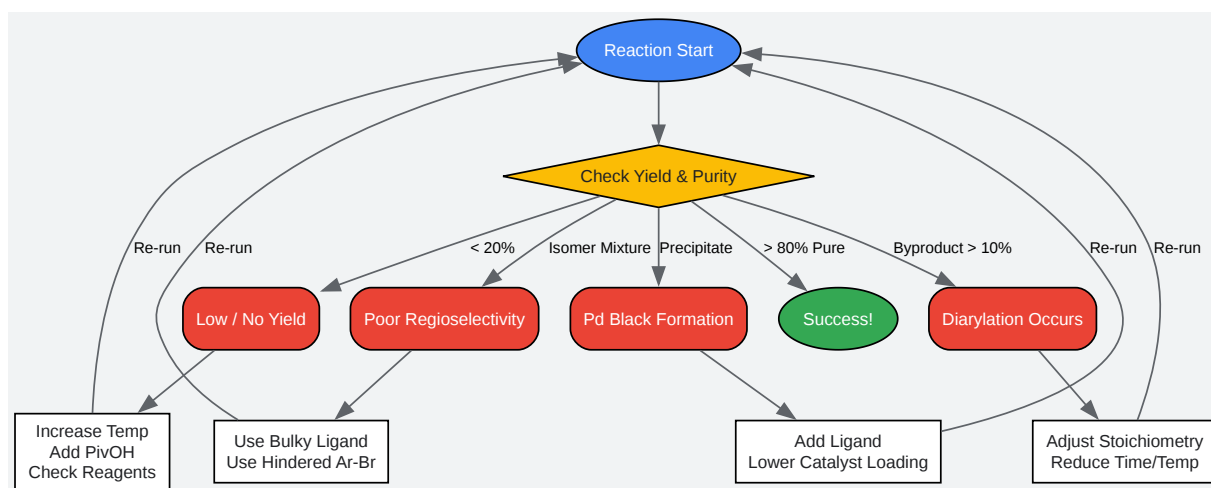 Reaction Start
Check Yield & Purity
Re-run
Re-run
< 20%
Isomer Mixture
Precipitate
> 80% Pure
Byproduct > 10%
Re-run
Re-run
Low / No Yield
Poor Regioselectivity
Pd Black Formation
Success!
Diarylation Occurs
Increase Temp
Add PivOH
Check Reagents
Use Bulky Ligand
Use Hindered Ar-Br
Add Ligand
Lower Catalyst Loading
Adjust Stoichiometry
Reduce Time/Temp